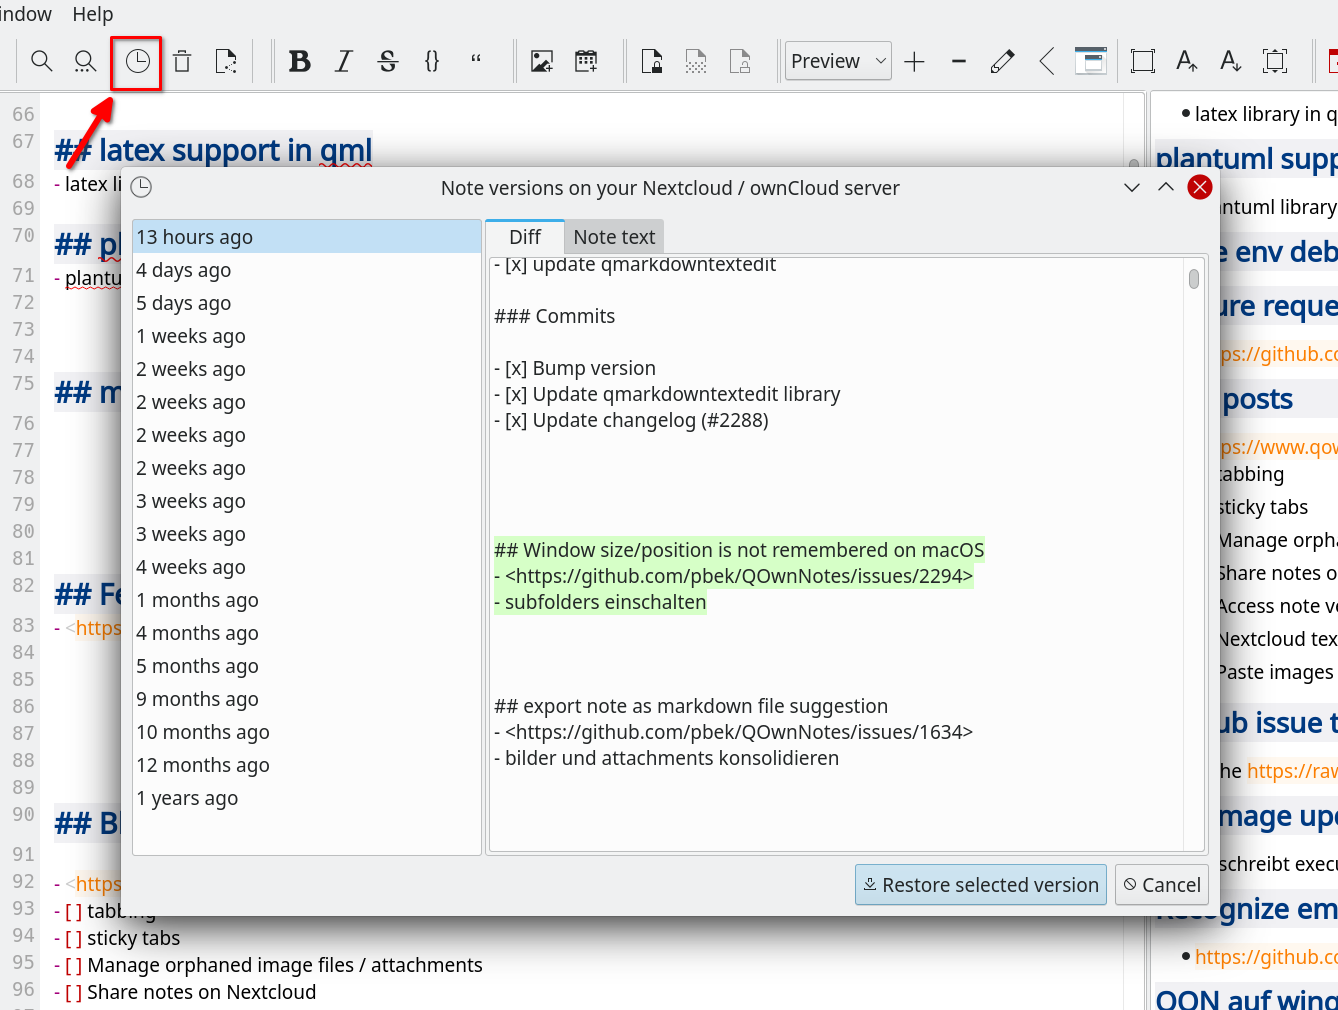 indow Help
B I S {} “ Preview
66
67 ## latex support in qml
68 - latex li
69
70 ## pl
71 - plantu
72
73
74
75 ## m
76
77
78
79
80
81
82 ## Fe
83 - <https
84
85
86
87
88
89
90 ## Bl
91
92 - <https
93 - [ ] tabbing
94 - [ ] sticky tabs
95 - [ ] Manage orphaned image files / attachments
96 - [ ] Share notes on Nextcloud
Note versions on your Nextcloud / ownCloud server
13 hours ago
4 days ago
5 days ago
1 weeks ago
2 weeks ago
2 weeks ago
2 weeks ago
2 weeks ago
3 weeks ago
3 weeks ago
4 weeks ago
1 months ago
4 months ago
5 months ago
9 months ago
10 months ago
12 months ago
1 years ago
Diff Note text
- [x] update qmarkdowntextedit
### Commits
- [x] Bump version
- [x] Update qmarkdowntextedit library
- [x] Update changelog (#2288)
## Window size/position is not remembered on macOS
- <https://github.com/pbek/QOwnNotes/issues/2294>
- subfolders einschalten
## export note as markdown file suggestion
- <https://github.com/pbek/QOwnNotes/issues/1634>
- bilder und attachments konsolidieren
Restore selected version Cancel
latex library in q
plantuml supp
ntuml library
e env deb
ure reque
ps://github.co
posts
ps://www.qow
tabbing
sticky tabs
Manage orpha
Share notes o
Access note ve
Nextcloud tex
Paste images
ub issue t
he https://raw
mage upo
schreibt execu
Recognize em
https://github.co
QON auf wing